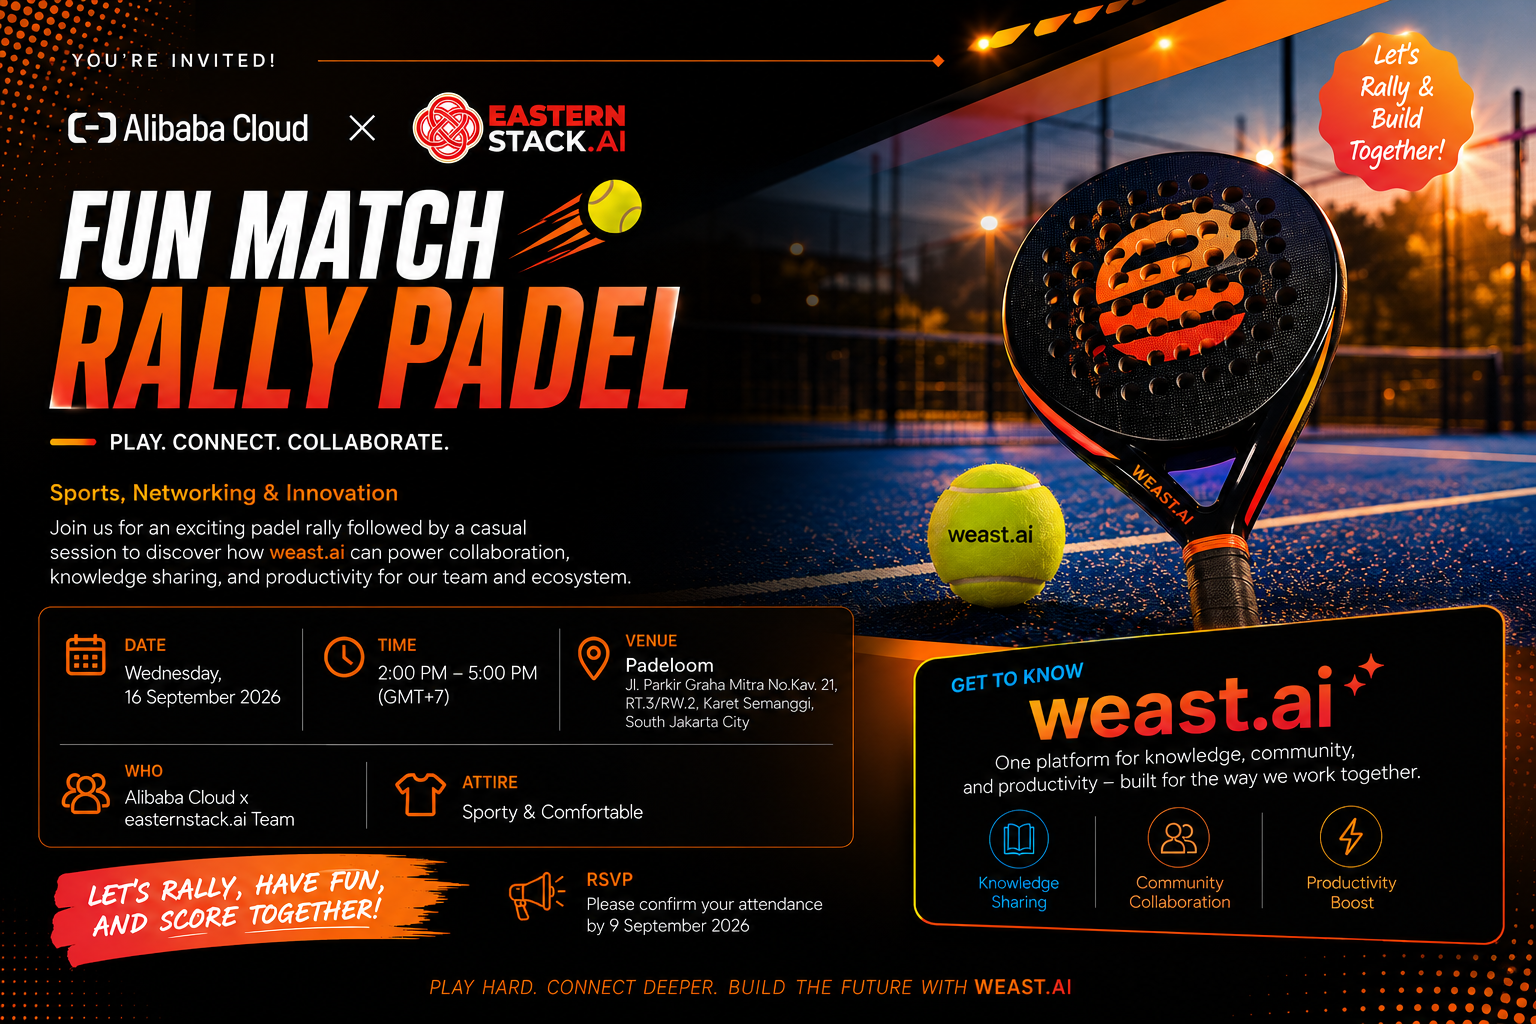 YOU'RE INVITED!
Alibaba Cloud
EASTERN
STACK.AI
FUN MATCH
RALLY PADEL
PLAY. CONNECT. COLLABORATE.
Sports, Networking & Innovation
Join us for an exciting padel rally followed by a casual
session to discover how weast.ai can power collaboration,
knowledge sharing, and productivity for our team and ecosystem.
DATE
Wednesday,
16 September 2026
TIME
2:00 PM – 5:00 PM
(GMT+7)
VENUE
Padeloom
Jl. Parkir Graha Mitra No.Kav. 21,
RT.3/RW.2, Karet Semanggi,
South Jakarta City
WHO
Alibaba Cloud x
easternstack.ai Team
ATTIRE
Sporty & Comfortable
LET'S RALLY, HAVE FUN,
AND SCORE TOGETHER!
RSVP
Please confirm your attendance
by 9 September 2026
Let's
Rally &
Build
Together!
WEAST.AI
weast.ai
GET TO KNOW
weast.ai
One platform for knowledge, community,
and productivity – built for the way we work together.
Knowledge
Sharing
Community
Collaboration
Productivity
Boost
PLAY HARD. CONNECT DEEPER. BUILD THE FUTURE WITH WEAST.AI